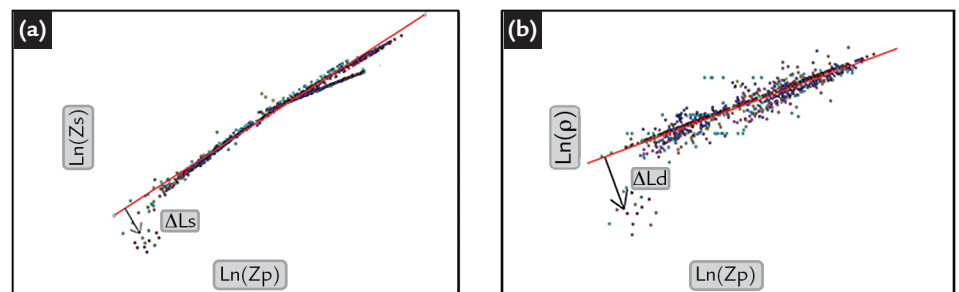 (a)
Ln(Zs)
ΔLs
Ln(Zp)
(b)
Ln(ρ)
ΔLd
Ln(Zp)